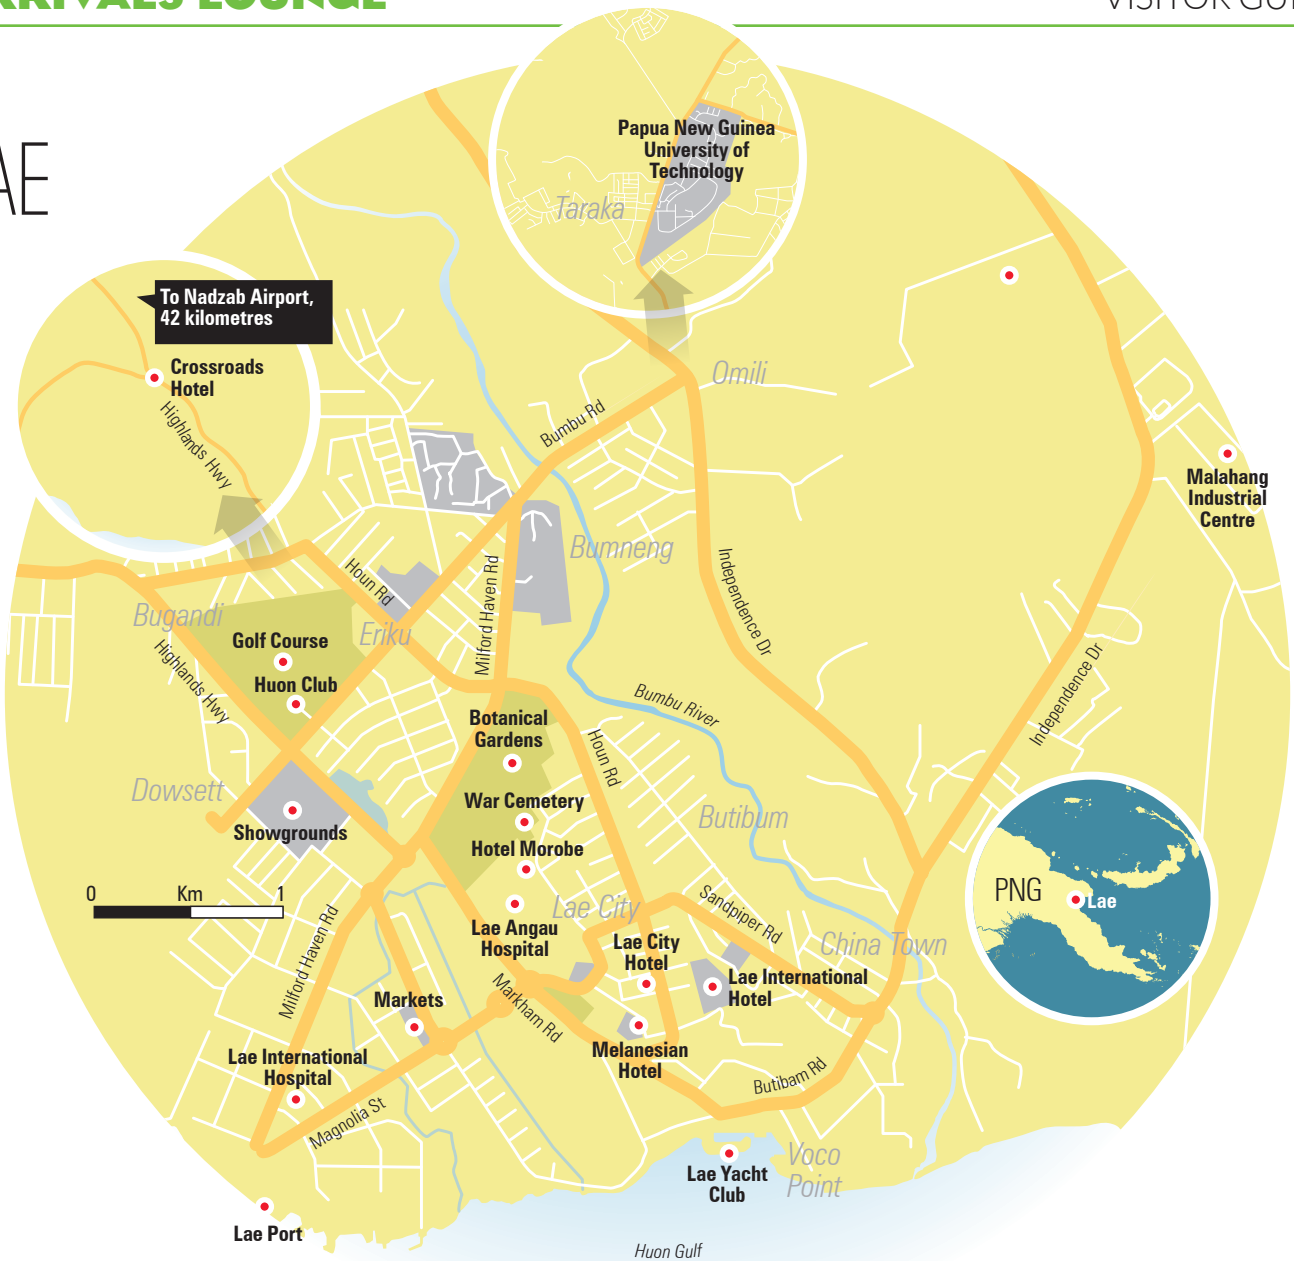 ARRIVALS LOUNGE
LAE
Papua New Guinea
University of
Technology
Taraka
To Nadzab Airport,
42 kilometres
Crossroads
Hotel
Highlands Hwy
Omili
Bumbu Rd
Malahang
Industrial
Centre
Bumneng
Houn Rd
Milford Haven Rd
Independence Dr
Bugandi
Eriku
Golf Course
Huon Club
Highlands Hwy
Independence Dr
Bumbu River
Botanical
Gardens
Houn Rd
Dowsett
War Cemetery
Butibum
Showgrounds
Hotel Morobe
0 Km 1
PNG
Lae
Lae City
Sandpiper Rd
Lae Angau
Hospital
Lae City
Hotel
China Town
Milford Haven Rd
Lae International
Hotel
Markets
Markham Rd
Melanesian
Hotel
Lae International
Hospital
Butibam Rd
Magnolia St
Voco
Point
Lae Yacht
Club
Lae Port
Huon Gulf